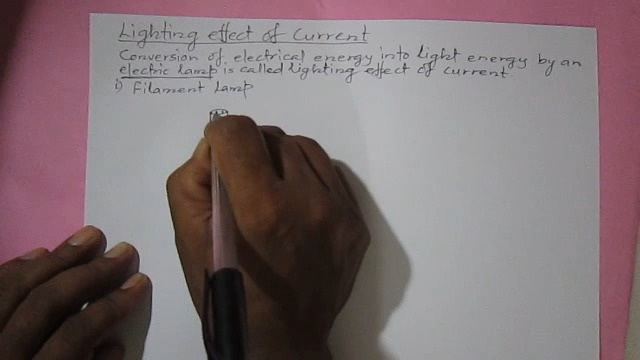 Lighting effect of Current
Conversion of electrical energy into light energy by an
electric lamp is called lighting effect of current.
i) Filament Lamp